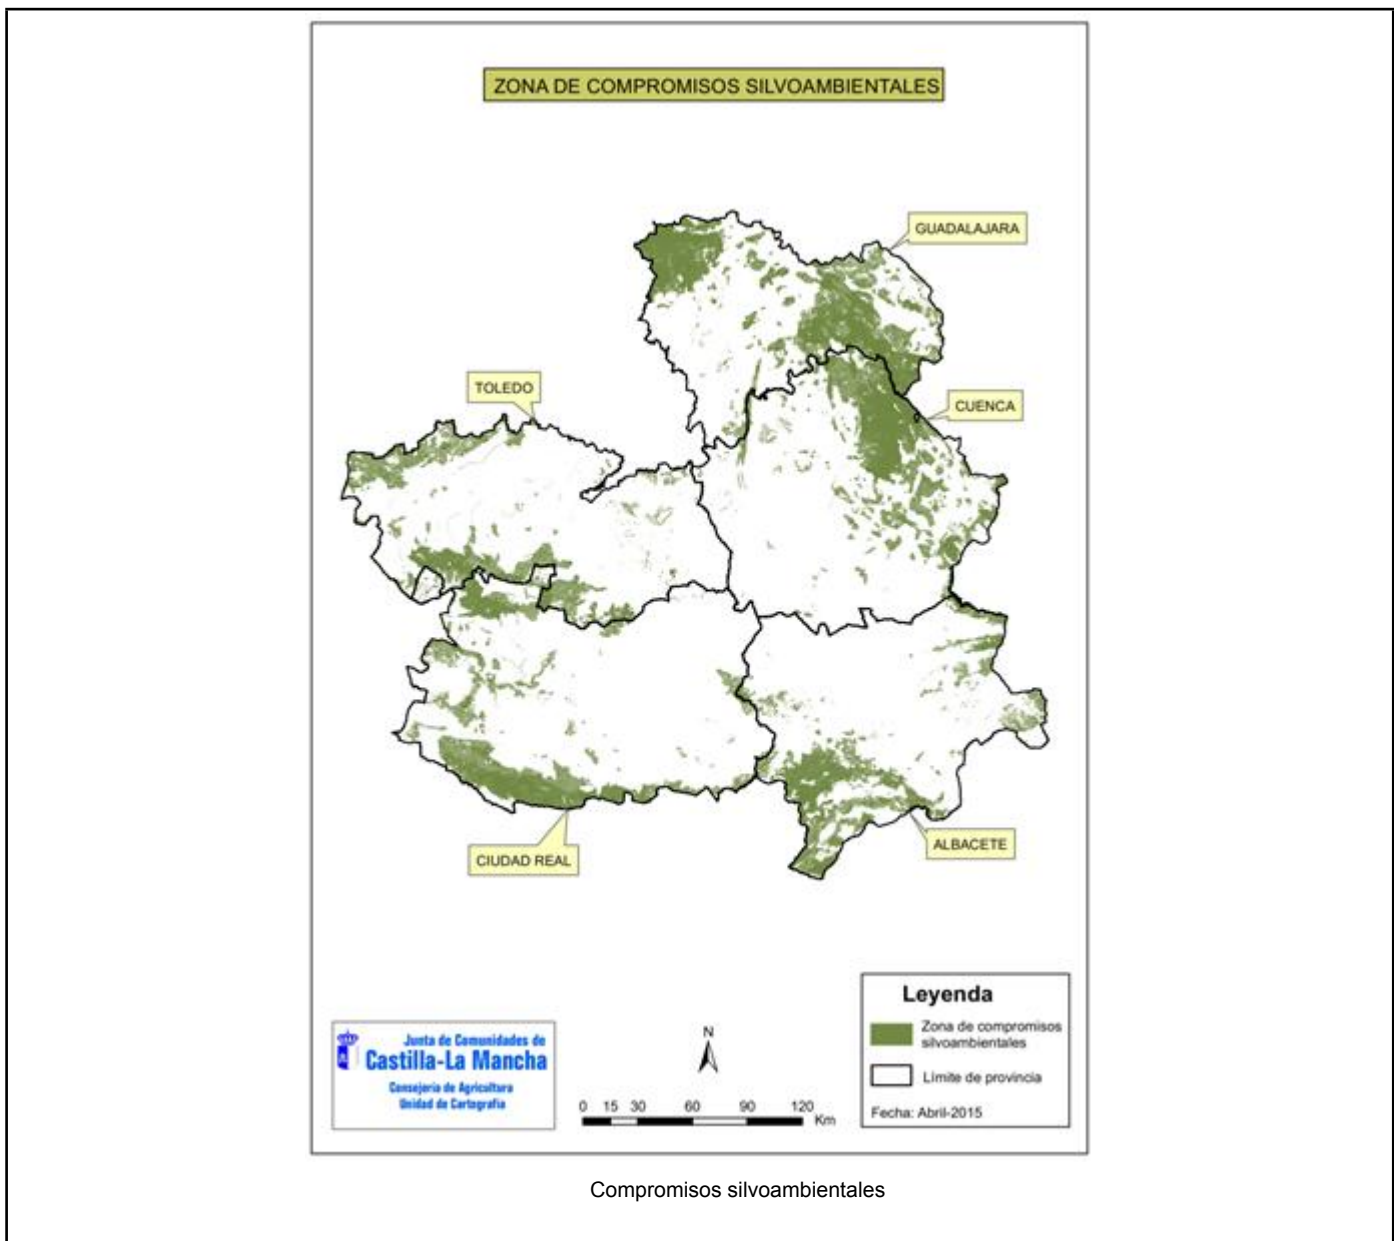 ZONA DE COMPROMISOS SILVOAMBIENTALES
GUADALAJARA
TOLEDO
CUENCA
CIUDAD REAL
ALBACETE
Junta de Comunidades de
Castilla-La Mancha
Consejería de Agricultura
Unidad de Cartografía
N
0 15 30 60 90 120
Km
Leyenda
Zona de compromisos
silvoambientales
Límite de provincia
Fecha: Abril-2015
Compromisos silvoambientales